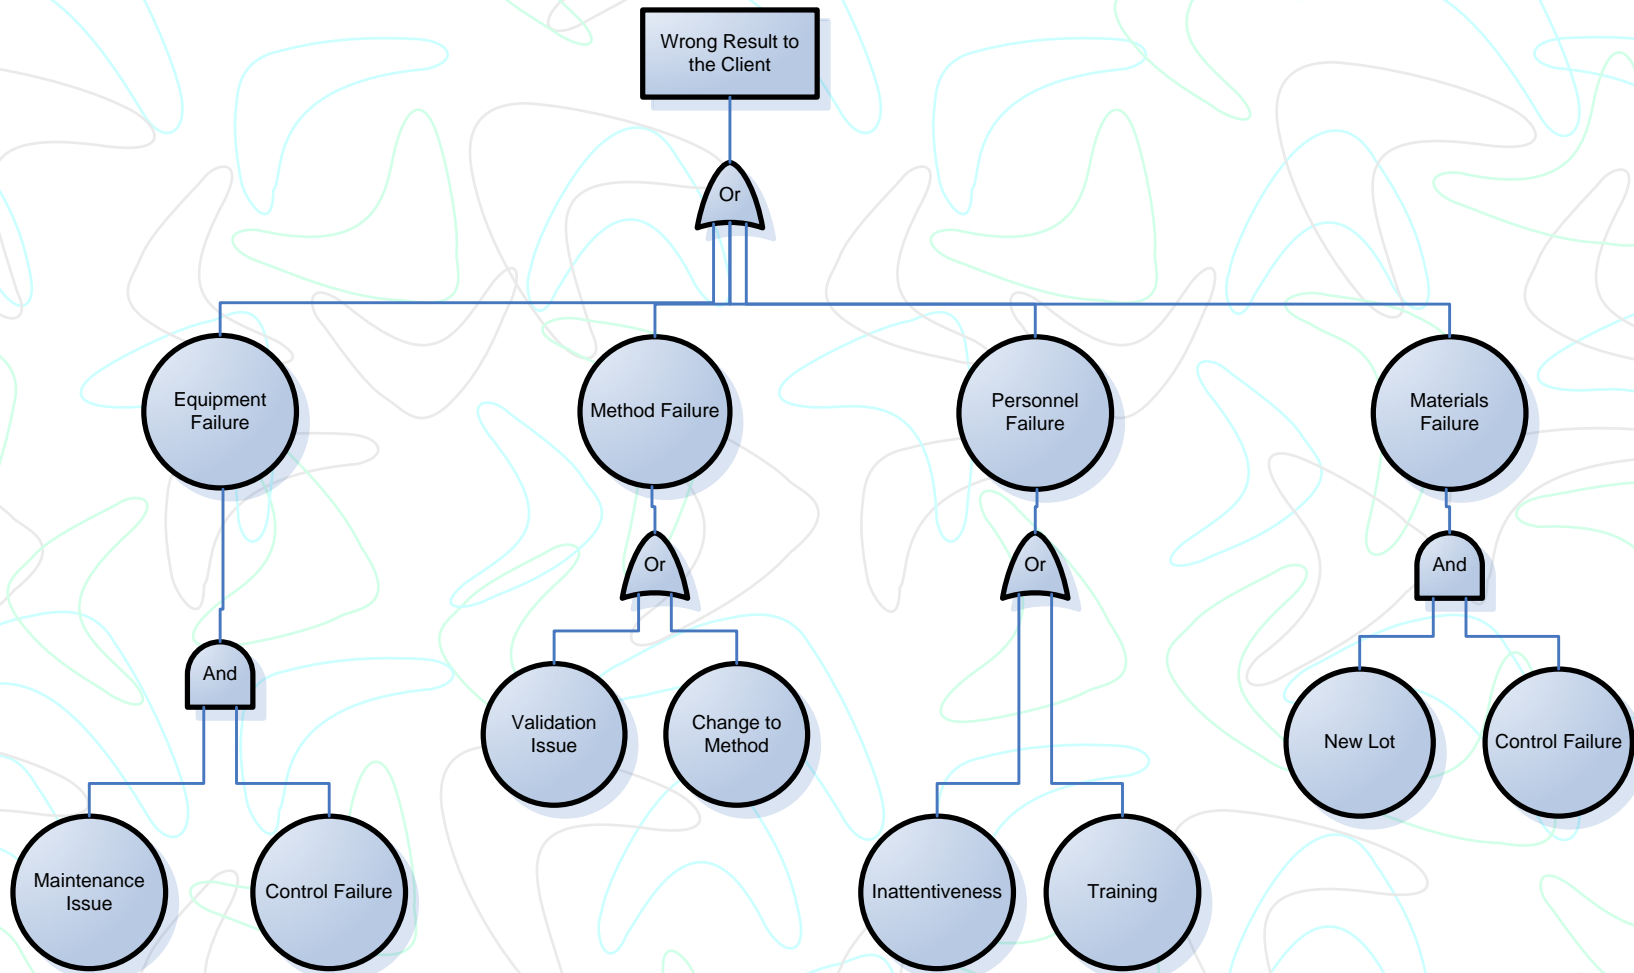 Wrong Result to
the Client
Or
Equipment
Failure
Method Failure
Personnel
Failure
Materials
Failure
Or
Or
And
And
Validation
Issue
Change to
Method
New Lot
Control Failure
Maintenance
Issue
Control Failure
Inattentiveness
Training